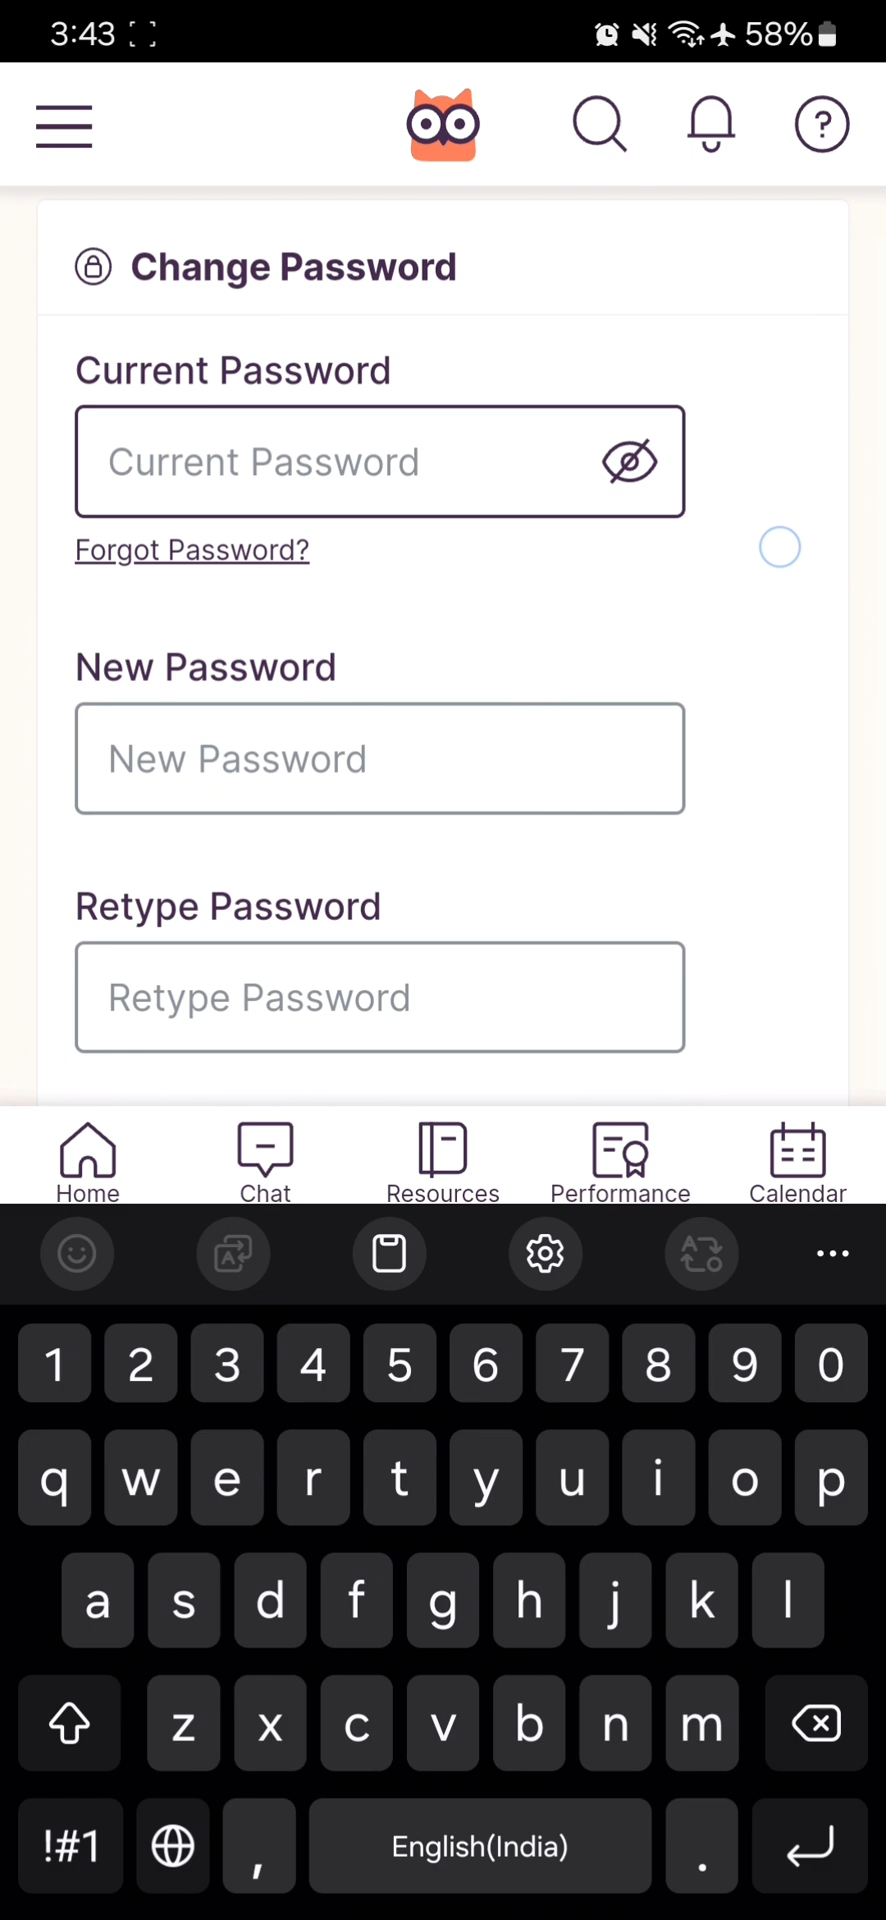 3:43 58%
?
Change Password
Current Password
Current Password
Forgot Password?
New Password
New Password
Retype Password
Retype Password
Home Chat Resources Performance Calendar
1 2 3 4 5 6 7 8 9 0
q w e r t y u i o p
a s d f g h j k l
z x c v b n m
!#1 , English(India) .